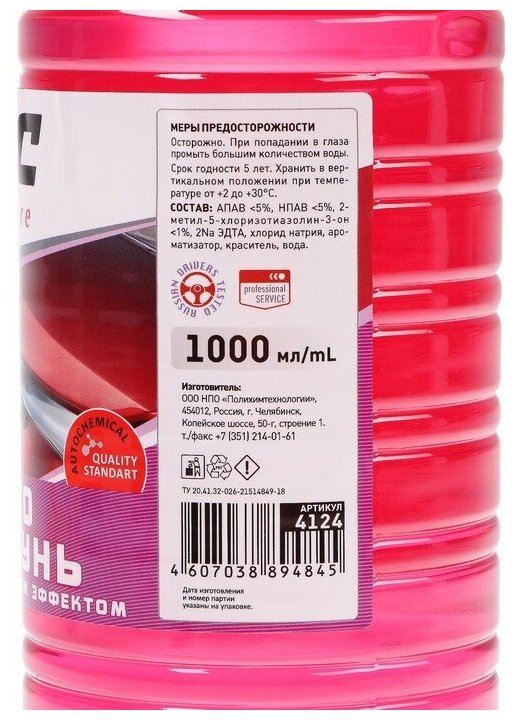 МЕРЫ ПРЕДОСТОРОЖНОСТИ
Осторожно. При попадании в глаза
промыть большим количеством воды.
Срок годности 5 лет. Хранить в вер-
тикальном положении при темпе-
ратуре от +2 до +30°С.
СОСТАВ: АПАВ <5%, НПАВ <5%, 2-
метил-5-хлоризотиазолин-3-он
<1%, 2Na ЭДТА, хлорид натрия, аро-
матизатор, краситель, вода.
RUSSIAN DRIVERS TESTED
professional
SERVICE
1000 мл/mL
Изготовитель:
ООО НПО «Полихимтехнологии»,
454012, Россия, г. Челябинск,
Копейское шоссе, 50-г, строение 1.
т./факс +7 (351) 214-01-61
AUTOCHEMICAL
QUALITY
STANDART
ТУ 20.41.32-026-21514849-18
АРТИКУЛ
4124
4 607038 894845
Дата изготовления
и номер партии
указаны на упаковке.
ЭФФЕКТОМ